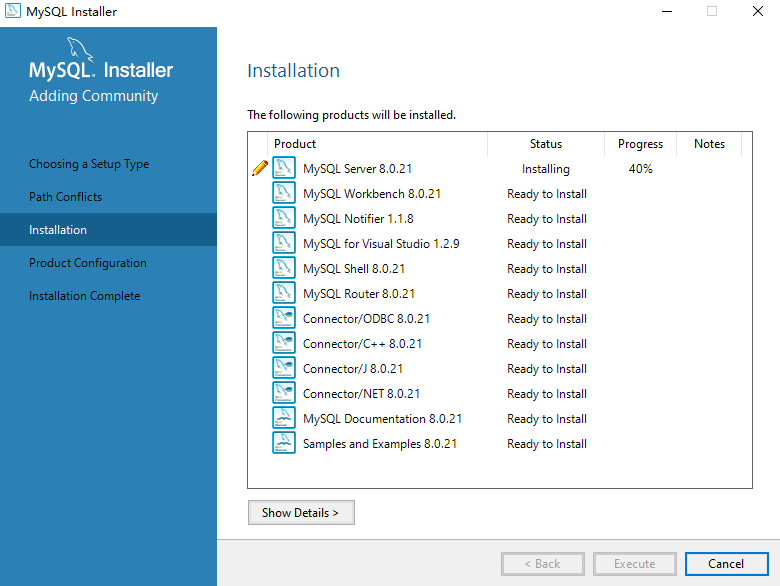 MySQL Installer
MySQL. Installer
Adding Community
Choosing a Setup Type
Path Conflicts
Installation
Product Configuration
Installation Complete
Installation
The following products will be installed.
Product Status Progress Notes
MySQL Server 8.0.21 Installing 40%
MySQL Workbench 8.0.21 Ready to Install
MySQL Notifier 1.1.8 Ready to Install
MySQL for Visual Studio 1.2.9 Ready to Install
MySQL Shell 8.0.21 Ready to Install
MySQL Router 8.0.21 Ready to Install
Connector/ODBC 8.0.21 Ready to Install
Connector/C++ 8.0.21 Ready to Install
Connector/J 8.0.21 Ready to Install
Connector/NET 8.0.21 Ready to Install
MySQL Documentation 8.0.21 Ready to Install
Samples and Examples 8.0.21 Ready to Install
Show Details >
< Back Execute Cancel